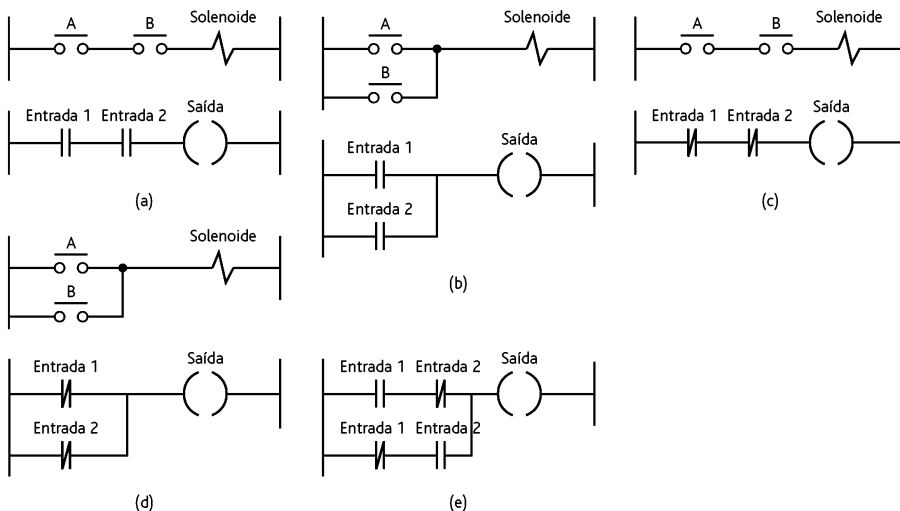 A B Solenoide
Entrada 1 Entrada 2 Saída
(a)
A Solenoide
B
Entrada 1 Saída
Entrada 2
(b)
A B Solenoide
Entrada 1 Entrada 2 Saída
(c)
A Solenoide
B
Entrada 1 Saída
Entrada 2
(d)
Entrada 1 Entrada 2 Saída
Entrada 1 Entrada 2
(e)